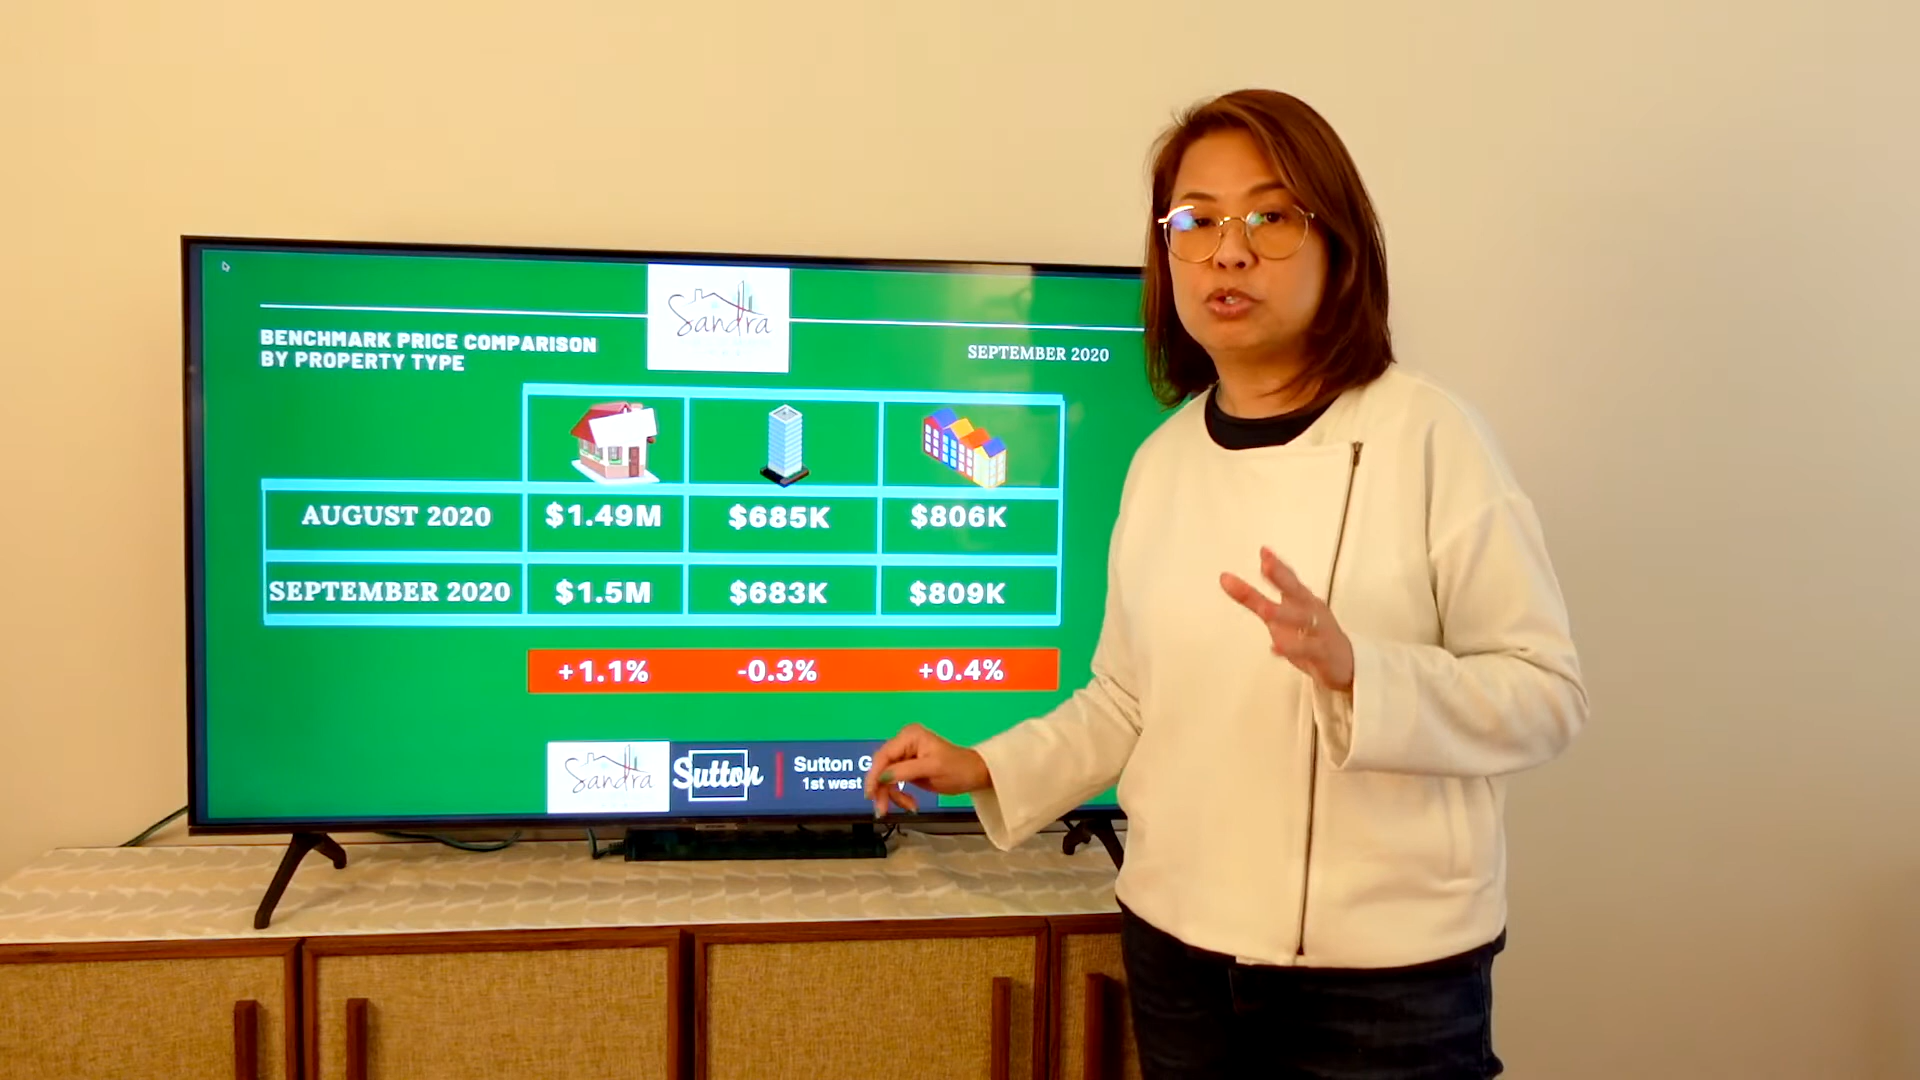 Sandra
BENCHMARK PRICE COMPARISON
BY PROPERTY TYPE
SEPTEMBER 2020
AUGUST 2020 $1.49M $685K $806K
SEPTEMBER 2020 $1.5M $683K $809K
+1.1% -0.3% +0.4%
Sandra
Sutton
Sutton
1st west